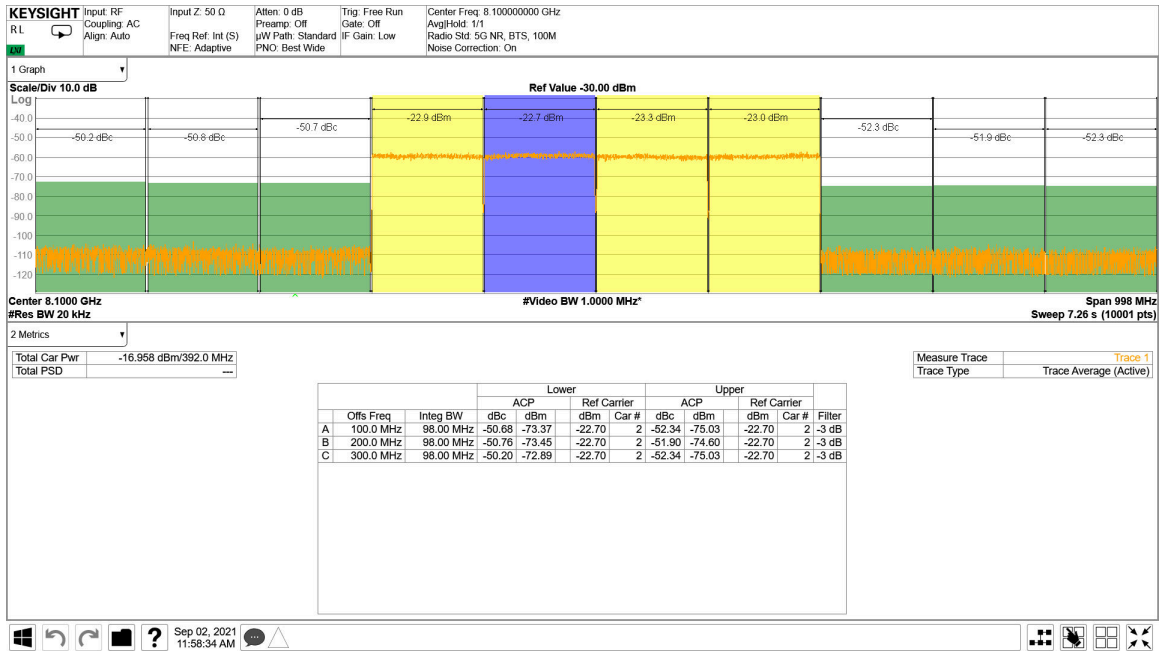 KEYSIGHT Input: RF Input Z: 50 Ω Atten: 0 dB Trig: Free Run Center Freq: 8.100000000 GHz
RL Coupling: AC Preamp: Off Gate: Off Avg|Hold: 1/1
Align: Auto Freq Ref: Int (S) µW Path: Standard IF Gain: Low Radio Std: 5G NR, BTS, 100M
LXI NFE: Adaptive PNO: Best Wide Noise Correction: On
1 Graph
Scale/Div 10.0 dB Ref Value -30.00 dBm
Log
-40.0
-50.0
-60.0
-70.0
-80.0
-90.0
-100
-110
-120
-50.2 dBc -50.8 dBc -50.7 dBc -22.9 dBm -22.7 dBm -23.3 dBm -23.0 dBm -52.3 dBc -51.9 dBc -52.3 dBc
Center 8.1000 GHz #Video BW 1.0000 MHz* Span 998 MHz
#Res BW 20 kHz Sweep 7.26 s (10001 pts)
2 Metrics
Total Car Pwr -16.958 dBm/392.0 MHz Measure Trace Trace 1
Total PSD --- Trace Type Trace Average (Active)
Lower Upper
ACP Ref Carrier ACP Ref Carrier
Offs Freq Integ BW dBc dBm dBm Car # dBc dBm dBm Car # Filter
A 100.0 MHz 98.00 MHz -50.68 -73.37 -22.70 2 -52.34 -75.03 -22.70 2 -3 dB
B 200.0 MHz 98.00 MHz -50.76 -73.45 -22.70 2 -51.90 -74.60 -22.70 2 -3 dB
C 300.0 MHz 98.00 MHz -50.20 -72.89 -22.70 2 -52.34 -75.03 -22.70 2 -3 dB
? Sep 02, 2021
11:58:34 AM